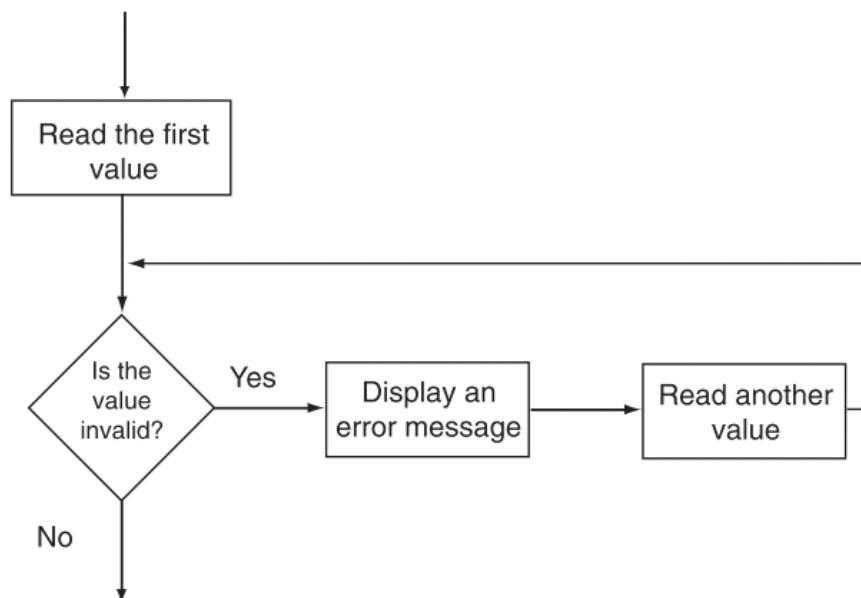 Read the first
value
Is the
value
invalid?
Yes
Display an
error message
Read another
value
No